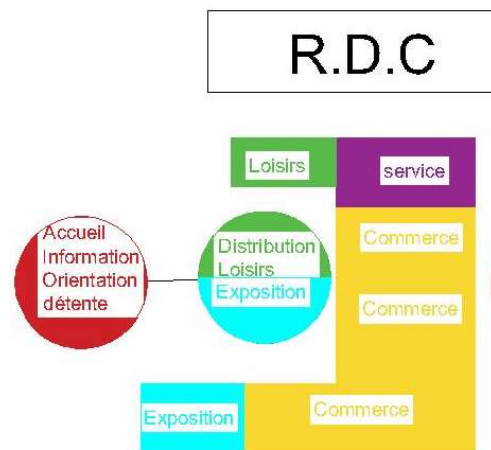 R.D.C
Loisirs
service
Accueil
Information
Orientation
détente
Distribution
Loisirs
Exposition
Commerce
Commerce
Exposition
Commerce